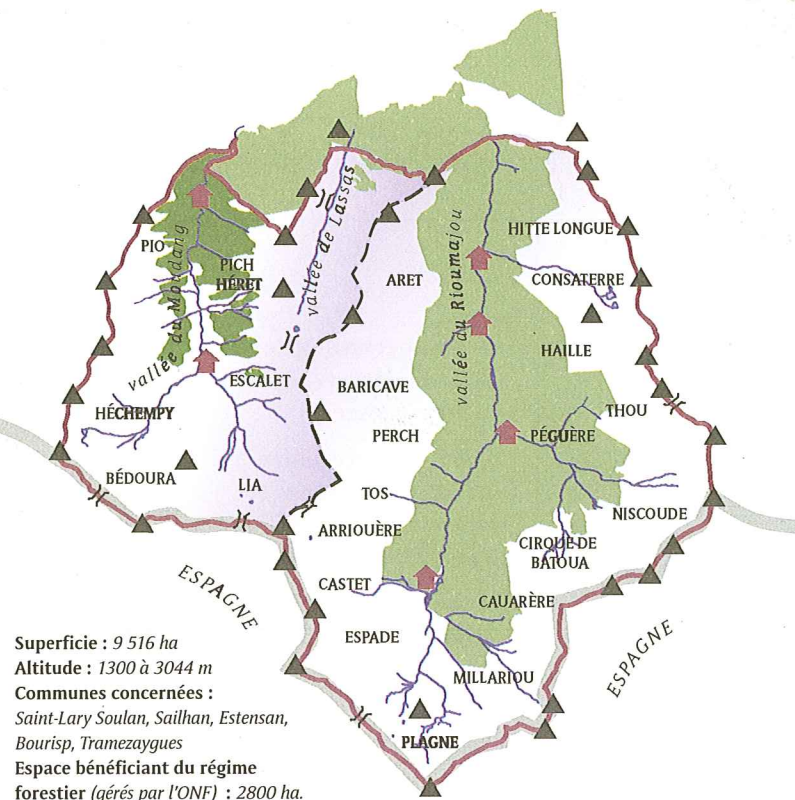 vallée de Lassas
HITTE LONGUE
vallée du Moudang
PIO
vallée du Rioumajou
PICH
HÉRET
ARET
CONSATERRE
HAILLE
ESCALET
BARICAVE
HÉCHEMPY
THOU
PERCH
PÉGUÈRE
BÉDOURA
LIA
TOS
NISCOUDE
ARRIOUÈRE
CIRQUE DE
BATOUA
ESPAGNE
CASTET
CAUARÈRE
ESPADE
ESPAGNE
MILLARIOU
PLAGNE
Superficie : 9 516 ha
Altitude : 1300 à 3044 m
Communes concernées :
Saint-Lary Soulan, Sailhan, Estensan,
Bourisp, Tramezaygues
Espace bénéficiant du régime
forestier (gérés par l'ONF) : 2800 ha.